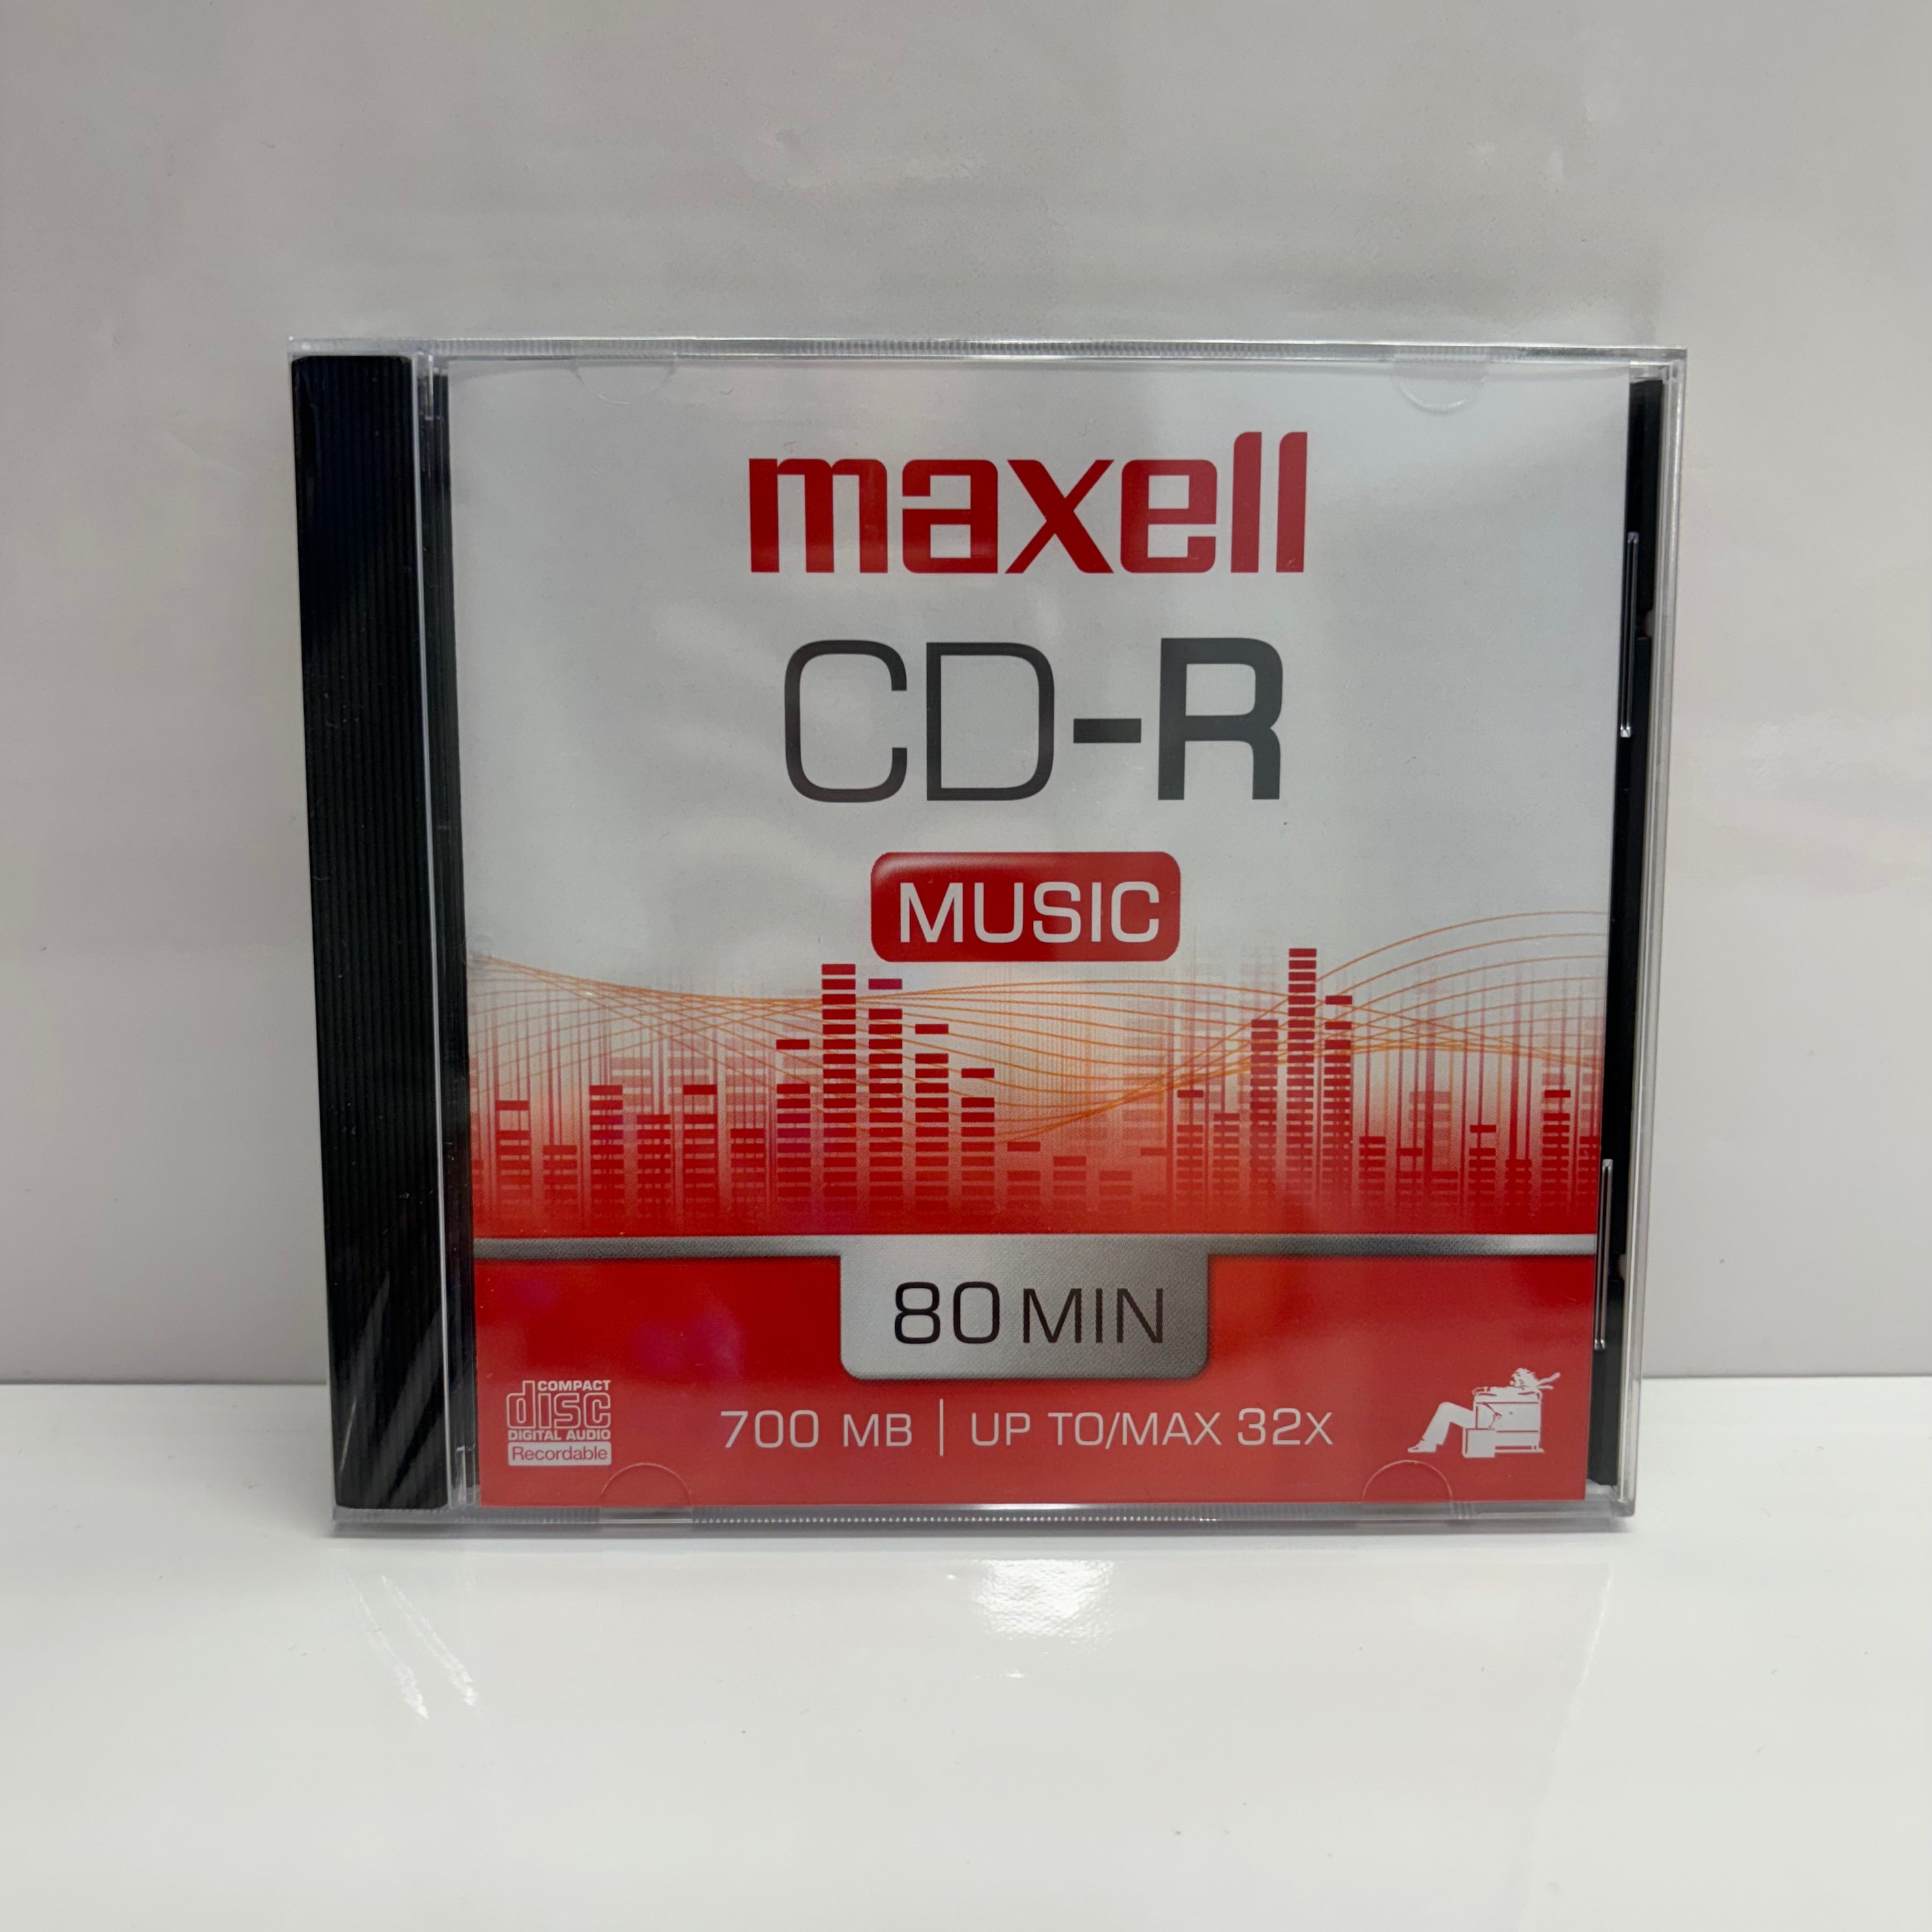 maxell
CD-R
MUSIC
80 MIN
COMPACT
disc
DIGITAL AUDIO
Recordable
700 MB | UP TO/MAX 32X